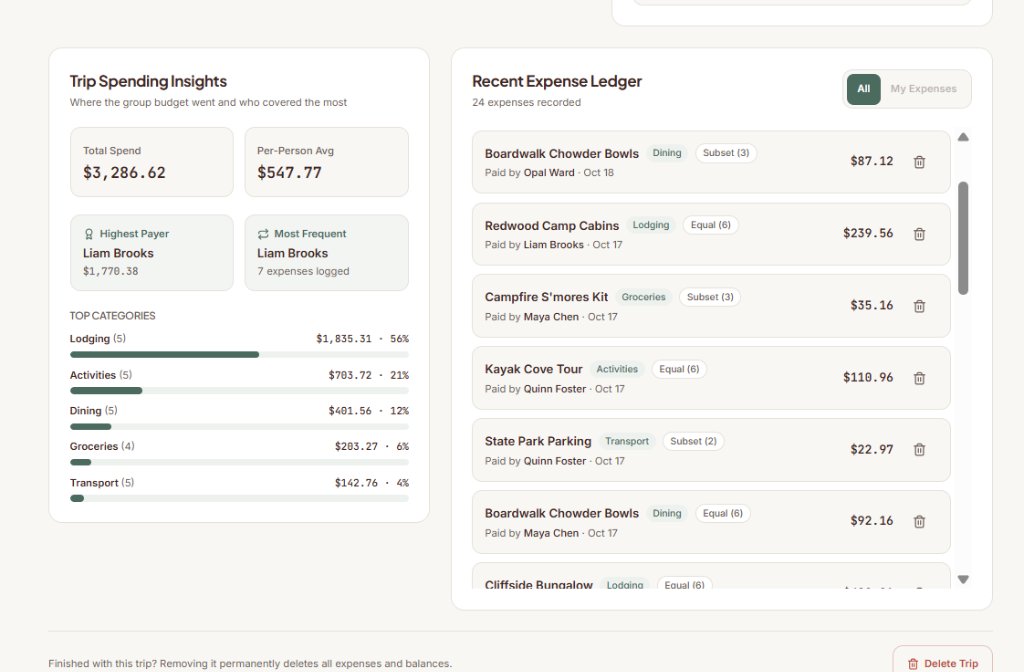 Trip Spending Insights
Where the group budget went and who covered the most
Total Spend
$3,286.62
Per-Person Avg
$547.77
Highest Payer
Liam Brooks
$1,770.38
Most Frequent
Liam Brooks
7 expenses logged
TOP CATEGORIES
Lodging (5) $1,835.31 · 56%
Activities (5) $703.72 · 21%
Dining (5) $401.56 · 12%
Groceries (4) $203.27 · 6%
Transport (5) $142.76 · 4%
Recent Expense Ledger
24 expenses recorded
All My Expenses
Boardwalk Chowder Bowls Dining Subset (3)
Paid by Opal Ward · Oct 18
$87.12
Redwood Camp Cabins Lodging Equal (6)
Paid by Liam Brooks · Oct 17
$239.56
Campfire S'mores Kit Groceries Subset (3)
Paid by Maya Chen · Oct 17
$35.16
Kayak Cove Tour Activities Equal (6)
Paid by Quinn Foster · Oct 17
$110.96
State Park Parking Transport Subset (2)
Paid by Quinn Foster · Oct 17
$22.97
Boardwalk Chowder Bowls Dining Equal (6)
Paid by Maya Chen · Oct 17
$92.16
Cliffside Bungalow Lodging Equal (6)
Finished with this trip? Removing it permanently deletes all expenses and balances.
Delete Trip